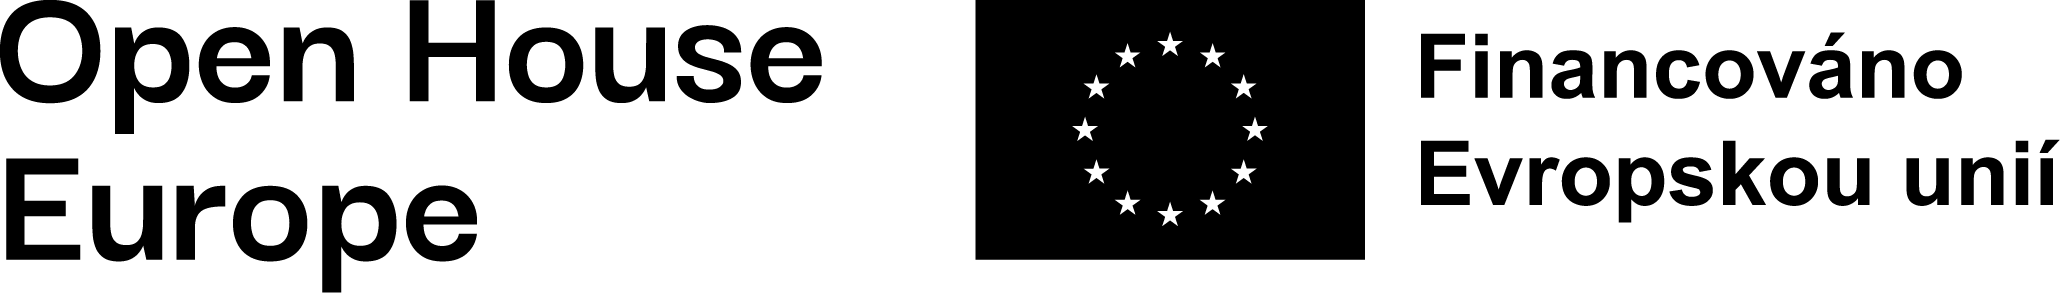 Open House
Europe
Financováno
Evropskou unií